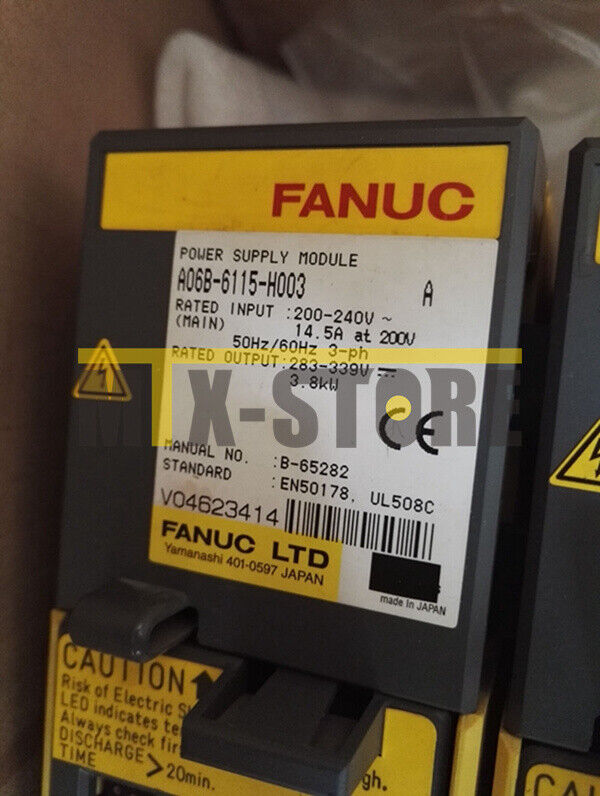 FANUC
POWER SUPPLY MODULE
A06B-6115-H003 A
RATED INPUT :200-240V ~
(MAIN) 14.5A at 200V
50Hz/60Hz 3-ph
RATED OUTPUT:283-339V ⎓
3.8kW
MTX-STORE
CE
MANUAL NO. :B-65282
STANDARD :EN50178, UL508C
V04623414
FANUC LTD
Yamanashi 401-0597 JAPAN
made in JAPAN
CAUTION
Risk of Electric
LED indicates
Always check
DISCHARGE >20min.
TIME
CAUTION